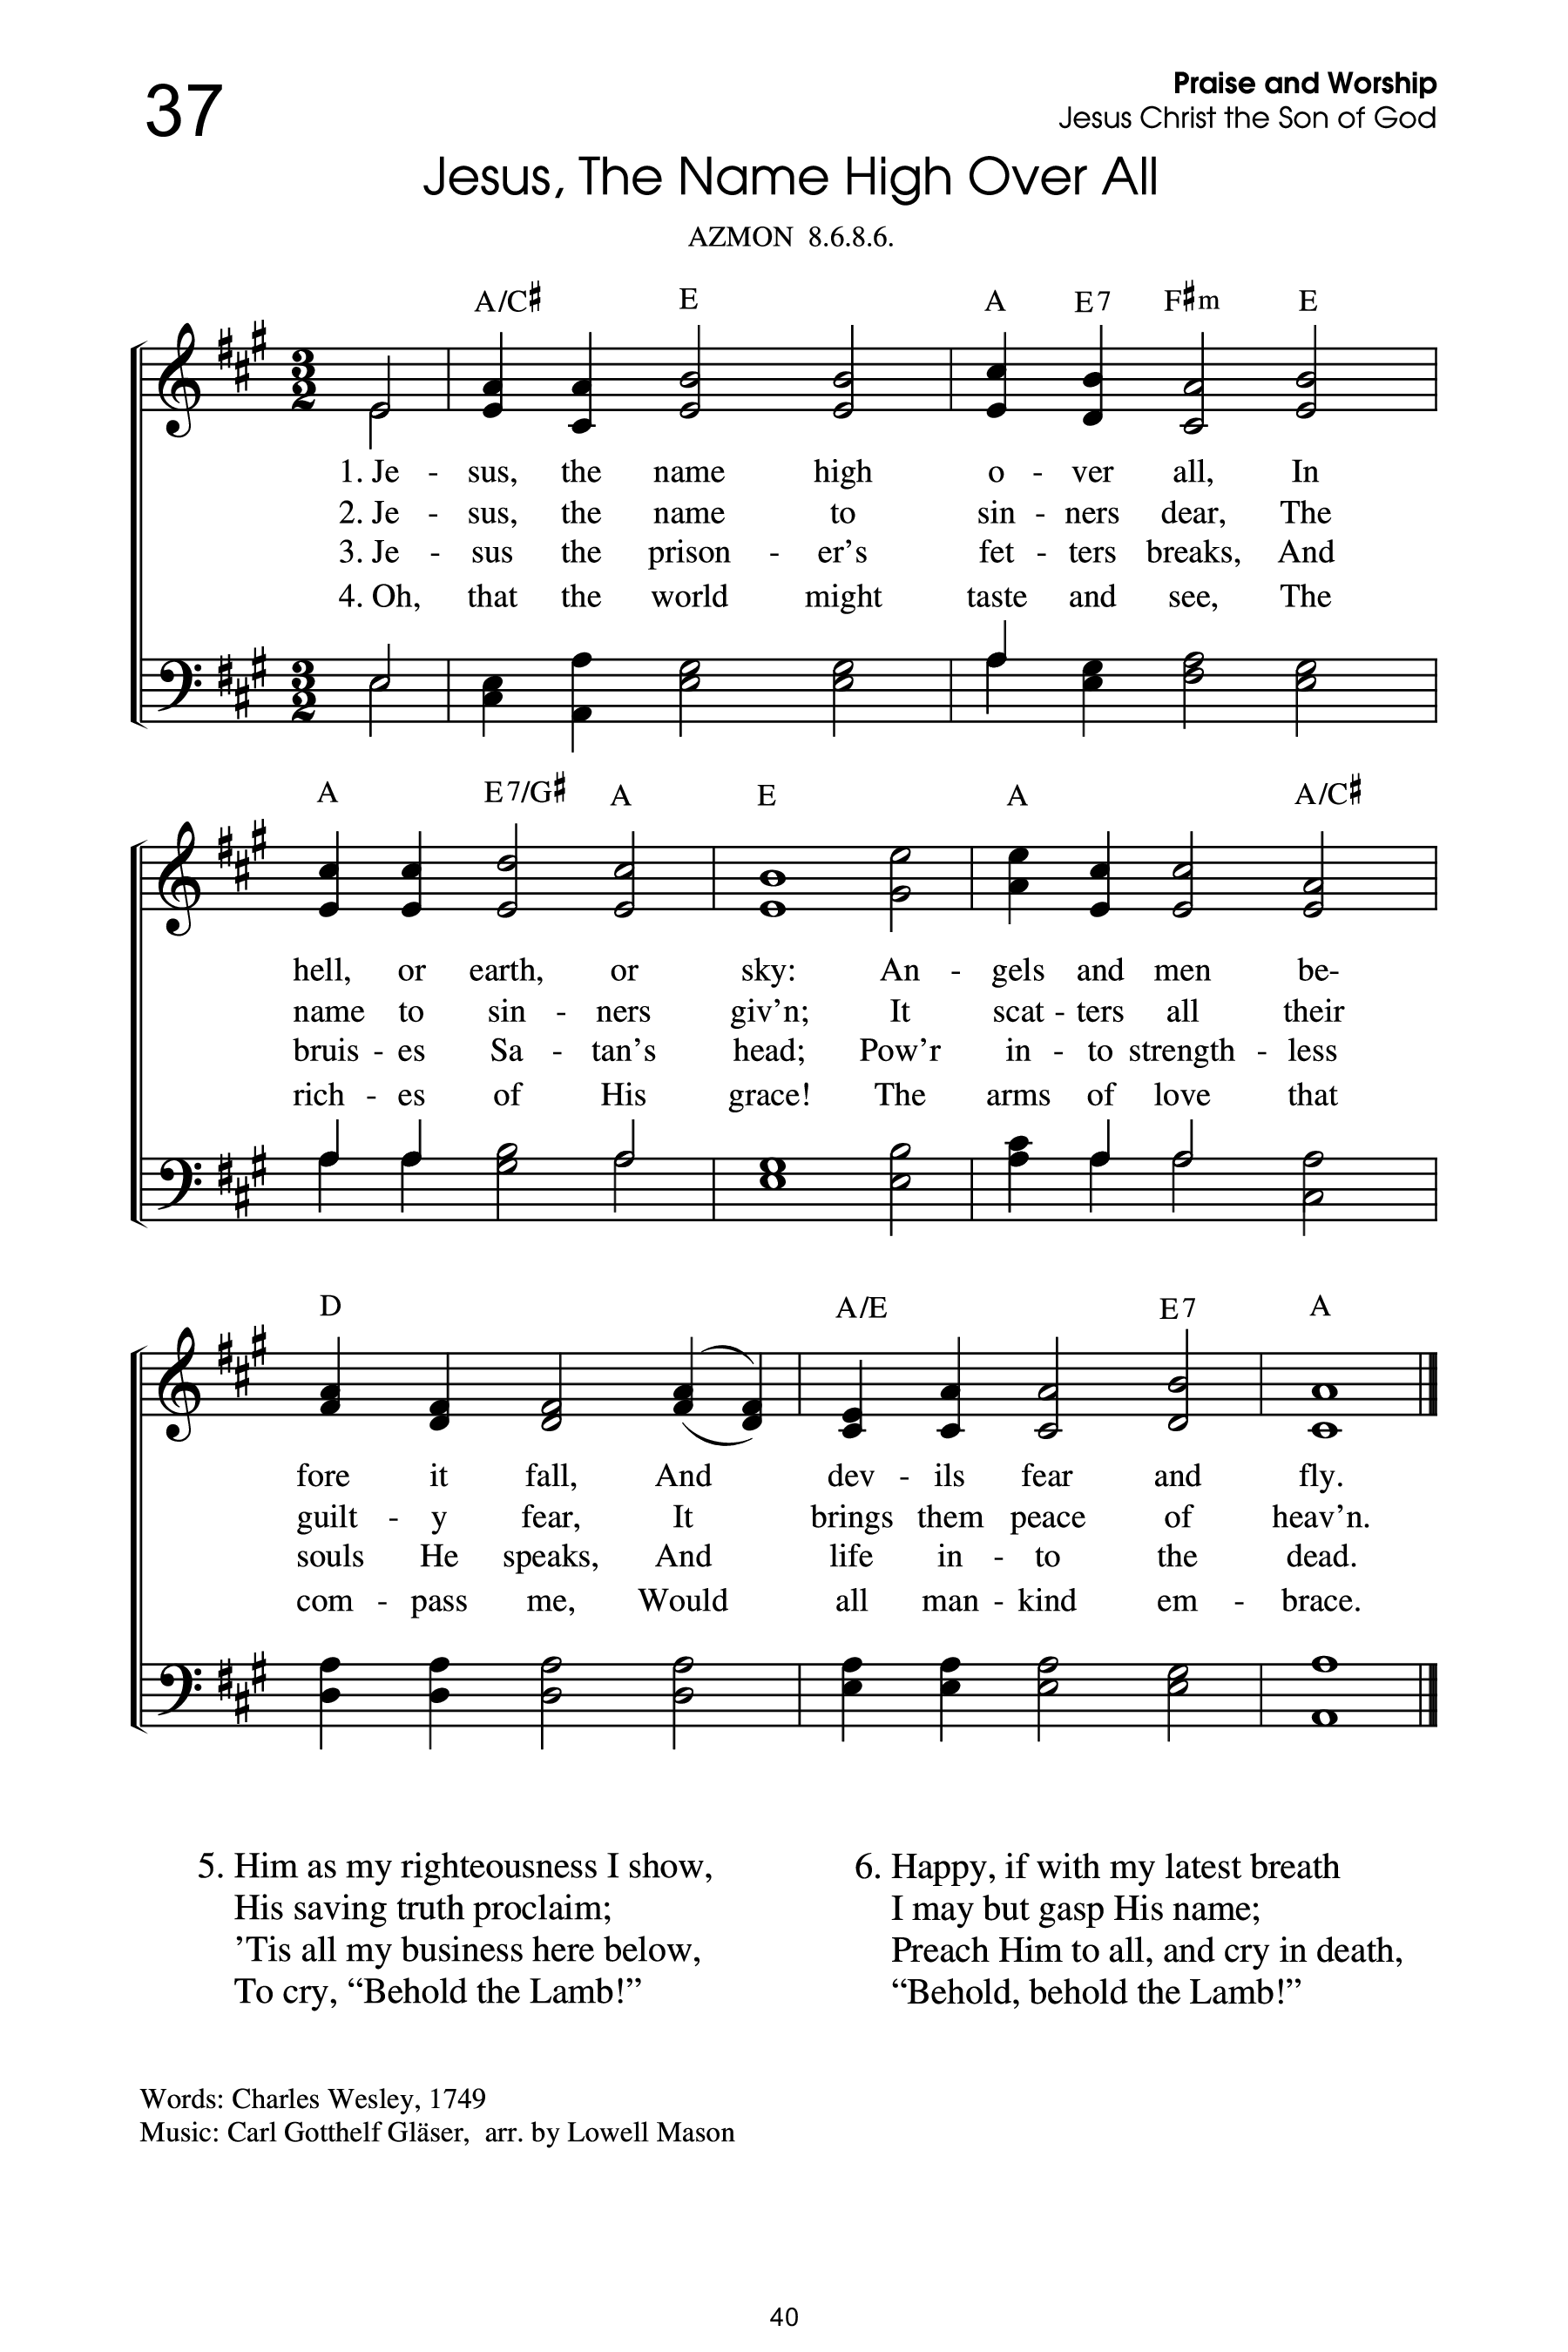 37
Praise and Worship
Jesus Christ the Son of God
Jesus, The Name High Over All
AZMON 8.6.8.6.
A/C♯ E A E7 F♯m E
3 2
1. Je - sus, the name high o - ver all, In
2. Je - sus, the name to sin - ners dear, The
3. Je - sus the prison - er’s fet - ters breaks, And
4. Oh, that the world might taste and see, The
3 2
A E7/G♯ A E A A/C♯
hell, or earth, or sky: An - gels and men be-
name to sin - ners giv’n; It scat - ters all their
bruis - es Sa - tan’s head; Pow’r in - to strength - less
rich - es of His grace! The arms of love that
D A/E E7 A
fore it fall, And dev - ils fear and fly.
guilt - y fear, It brings them peace of heav’n.
souls He speaks, And life in - to the dead.
com - pass me, Would all man - kind em - brace.
5. Him as my righteousness I show,
His saving truth proclaim;
’Tis all my business here below,
To cry, “Behold the Lamb!”
6. Happy, if with my latest breath
I may but gasp His name;
Preach Him to all, and cry in death,
“Behold, behold the Lamb!”
Words: Charles Wesley, 1749
Music: Carl Gotthelf Gläser, arr. by Lowell Mason
40